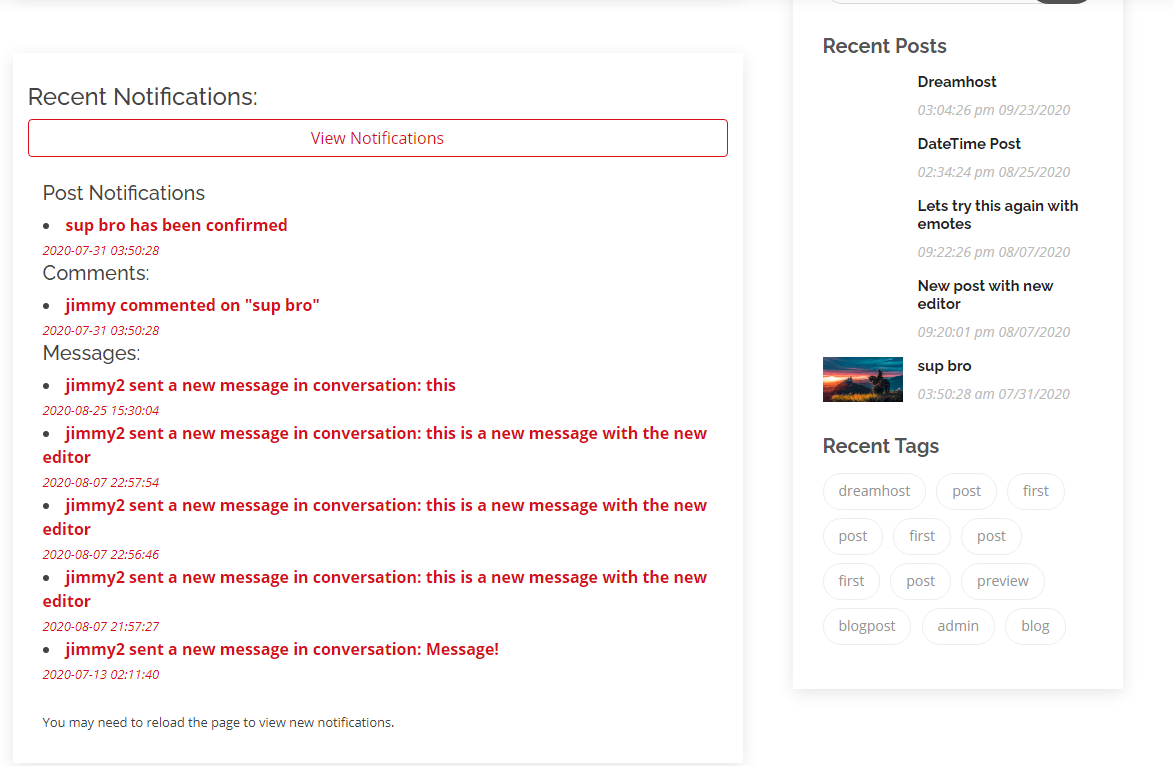 Recent Notifications:
View Notifications
Post Notifications
sup bro has been confirmed
2020-07-31 03:50:28
Comments:
jimmy commented on "sup bro"
2020-07-31 03:50:28
Messages:
jimmy2 sent a new message in conversation: this
2020-08-25 15:30:04
jimmy2 sent a new message in conversation: this is a new message with the new
editor
2020-08-07 22:57:54
jimmy2 sent a new message in conversation: this is a new message with the new
editor
2020-08-07 22:56:46
jimmy2 sent a new message in conversation: this is a new message with the new
editor
2020-08-07 21:57:27
jimmy2 sent a new message in conversation: Message!
2020-07-13 02:11:40
You may need to reload the page to view new notifications.
Recent Posts
Dreamhost
03:04:26 pm 09/23/2020
DateTime Post
02:34:24 pm 08/25/2020
Lets try this again with
emotes
09:22:26 pm 08/07/2020
New post with new
editor
09:20:01 pm 08/07/2020
sup bro
03:50:28 am 07/31/2020
Recent Tags
dreamhost post first
post first post
first post preview
blogpost admin blog